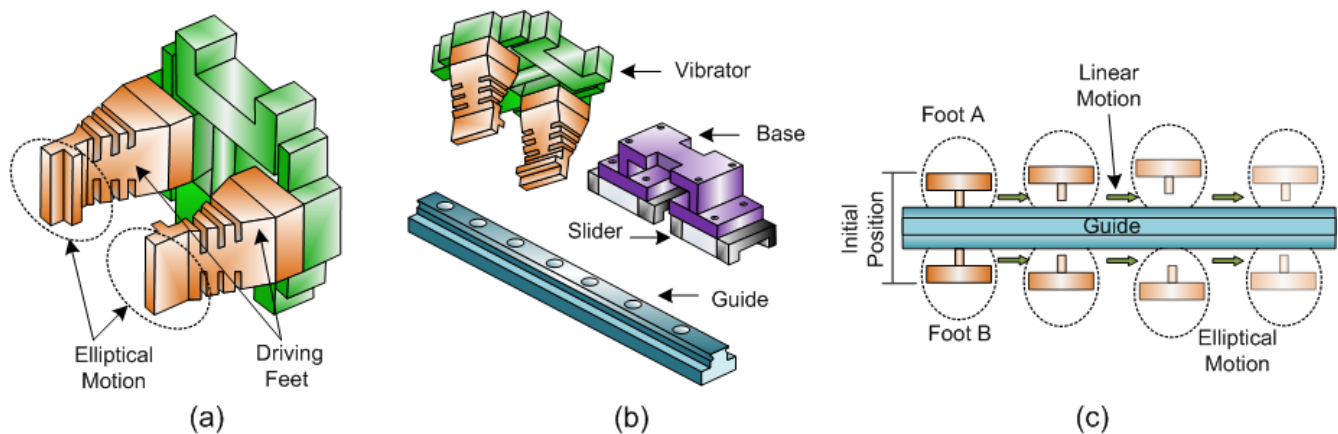 Elliptical
Motion
Driving
Feet
(a)
Vibrator
Base
Slider
Guide
(b)
Linear
Motion
Foot A
Initial
Position
Guide
Foot B
Elliptical
Motion
(c)